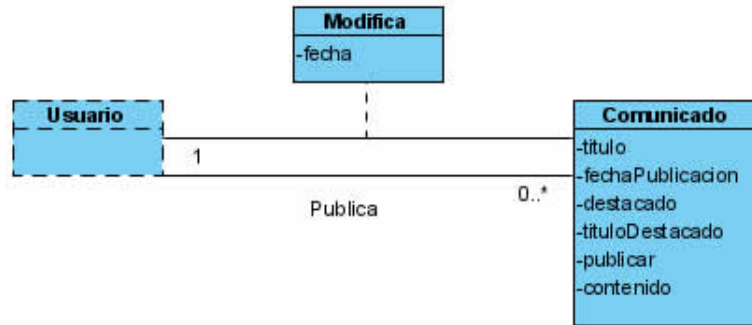 Modifica
-fecha
Usuario
Comunicado
-titulo
-fechaPublicacion
-destacado
-tituloDestacado
-publicar
-contenido
1
0..*
Publica